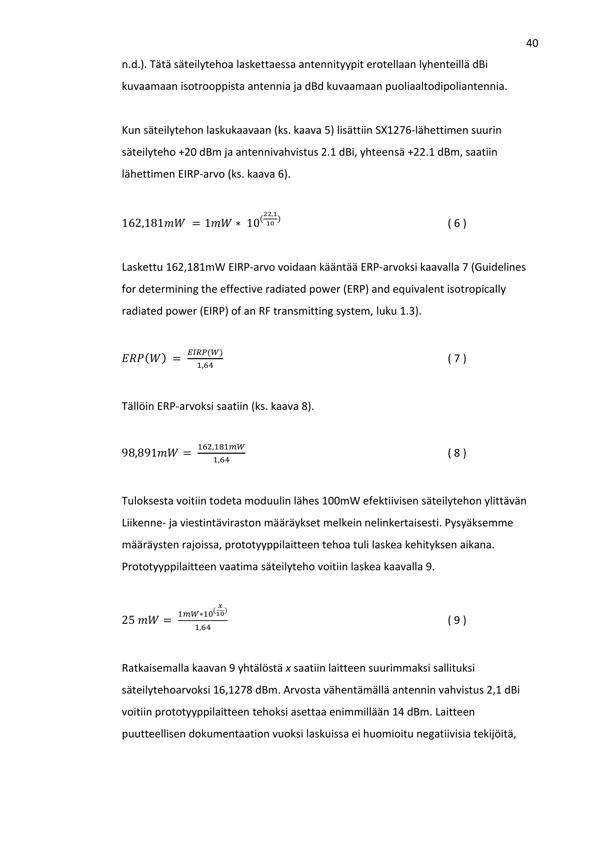 40
n.d.). Tätä säteilytehoa laskettaessa antennityypit erotellaan lyhenteillä dBi
kuvaamaan isotrooppista antennia ja dBd kuvaamaan puoliaaltodipoliantennia.
Kun säteilytehon laskukaavaan (ks. kaava 5) lisättiin SX1276-lähettimen suurin
säteilyteho +20 dBm ja antennivahvistus 2.1 dBi, yhteensä +22.1 dBm, saatiin
lähettimen EIRP-arvo (ks. kaava 6).
162,181mW = 1mW * 10^(22,1/10) ( 6 )
Laskettu 162,181mW EIRP-arvo voidaan kääntää ERP-arvoksi kaavalla 7 (Guidelines
for determining the effective radiated power (ERP) and equivalent isotropically
radiated power (EIRP) of an RF transmitting system, luku 1.3).
ERP(W) = EIRP(W)/1,64 ( 7 )
Tällöin ERP-arvoksi saatiin (ks. kaava 8).
98,891mW = 162,181mW/1,64 ( 8 )
Tuloksesta voitiin todeta moduulin lähes 100mW efektiivisen säteilytehon ylittävän
Liikenne- ja viestintäviraston määräykset melkein nelinkertaisesti. Pysyäksemme
määräysten rajoissa, prototyyppilaitteen tehoa tuli laskea kehityksen aikana.
Prototyyppilaitteen vaatima säteilyteho voitiin laskea kaavalla 9.
25 mW = 1mW*10^(x/10)/1,64 ( 9 )
Ratkaisemalla kaavan 9 yhtälöstä x saatiin laitteen suurimmaksi sallituksi
säteilytehoarvoksi 16,1278 dBm. Arvosta vähentämällä antennin vahvistus 2,1 dBi
voitiin prototyyppilaitteen tehoksi asettaa enimmillään 14 dBm. Laitteen
puutteellisen dokumentaation vuoksi laskuissa ei huomioitu negatiivisia tekijöitä,